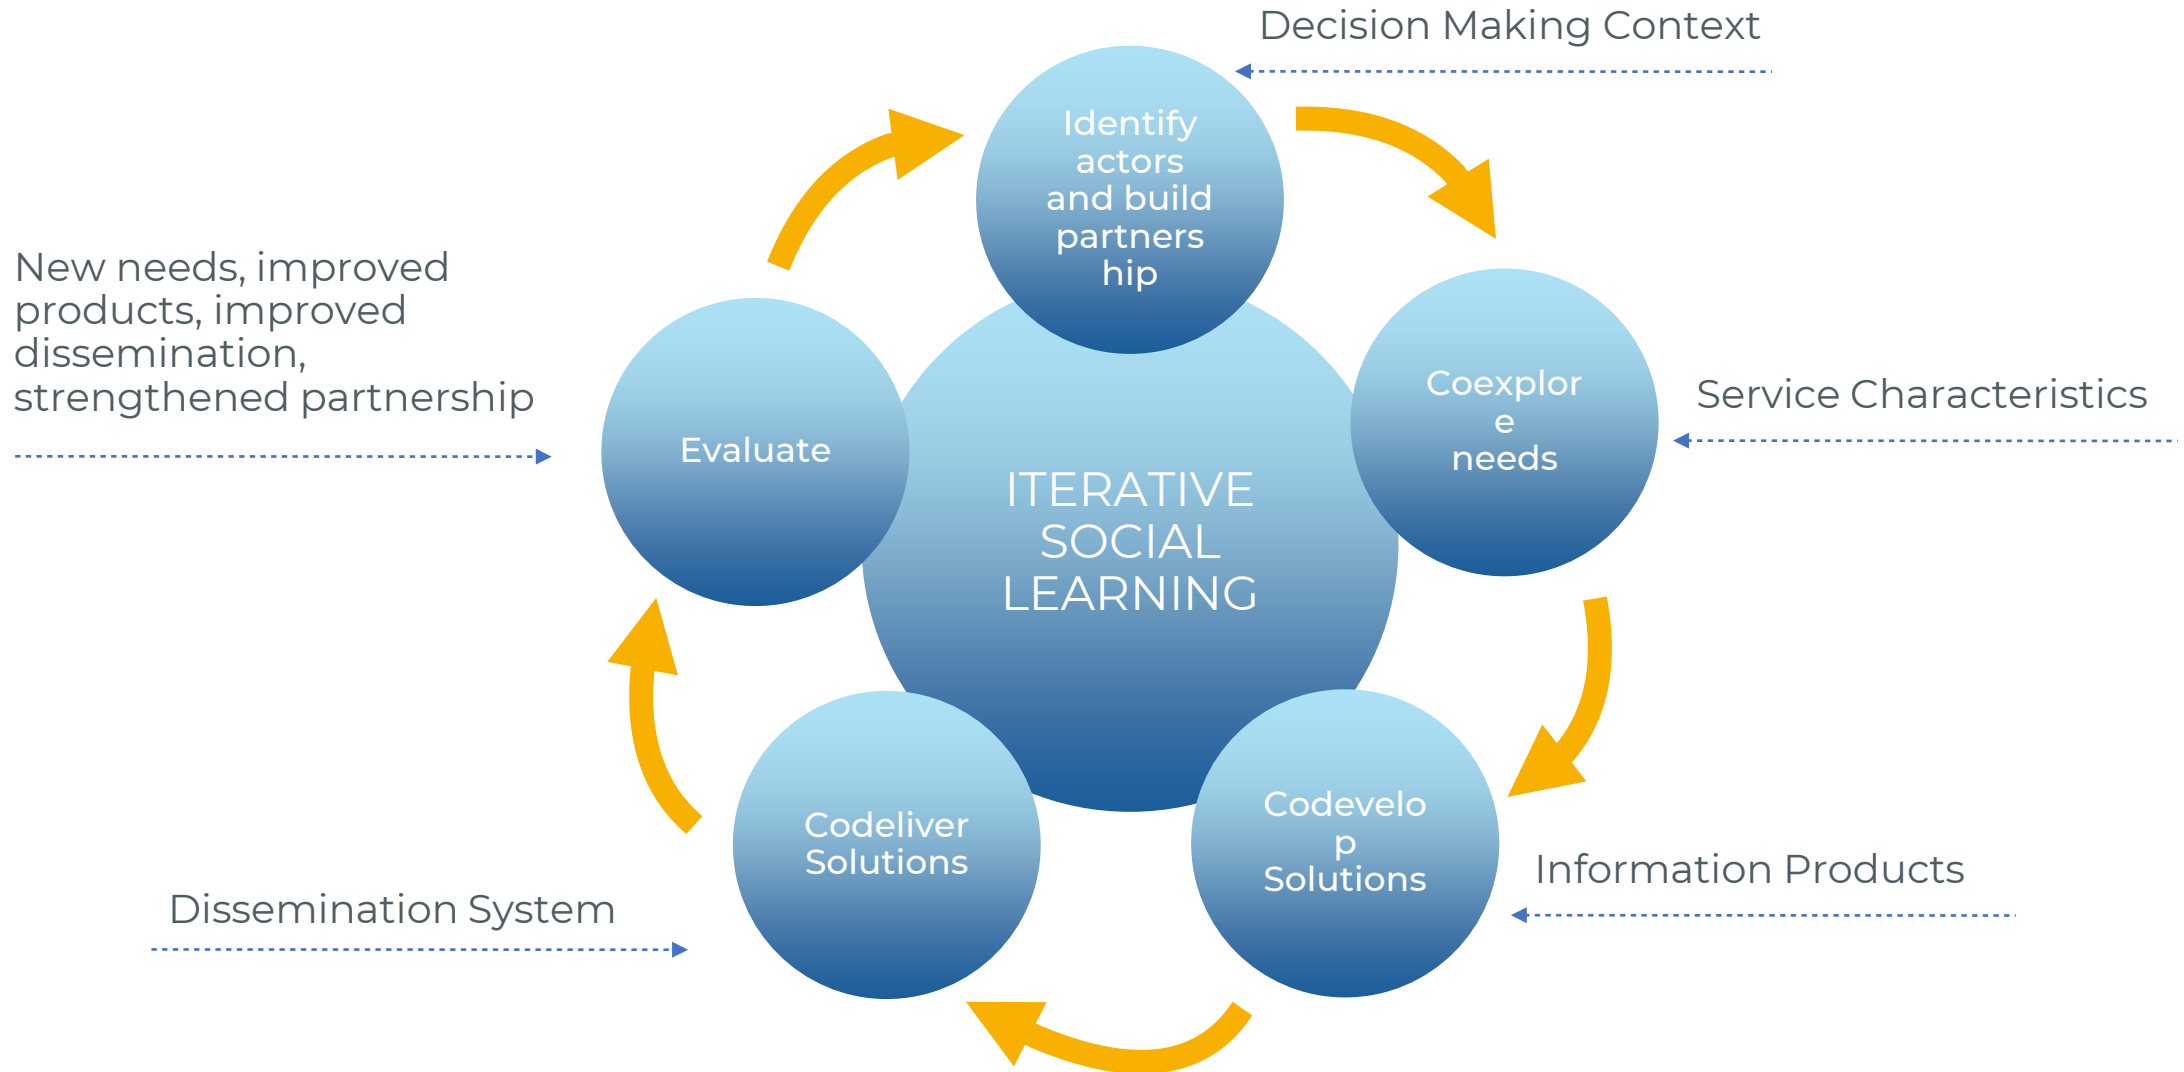 Decision Making Context
Identify
actors
and build
partners
hip
New needs, improved
products, improved
dissemination,
strengthened partnership
Coexplor
e
needs
Service Characteristics
Evaluate
ITERATIVE
SOCIAL
LEARNING
Codevelo
p
Solutions
Information Products
Codeliver
Solutions
Dissemination System